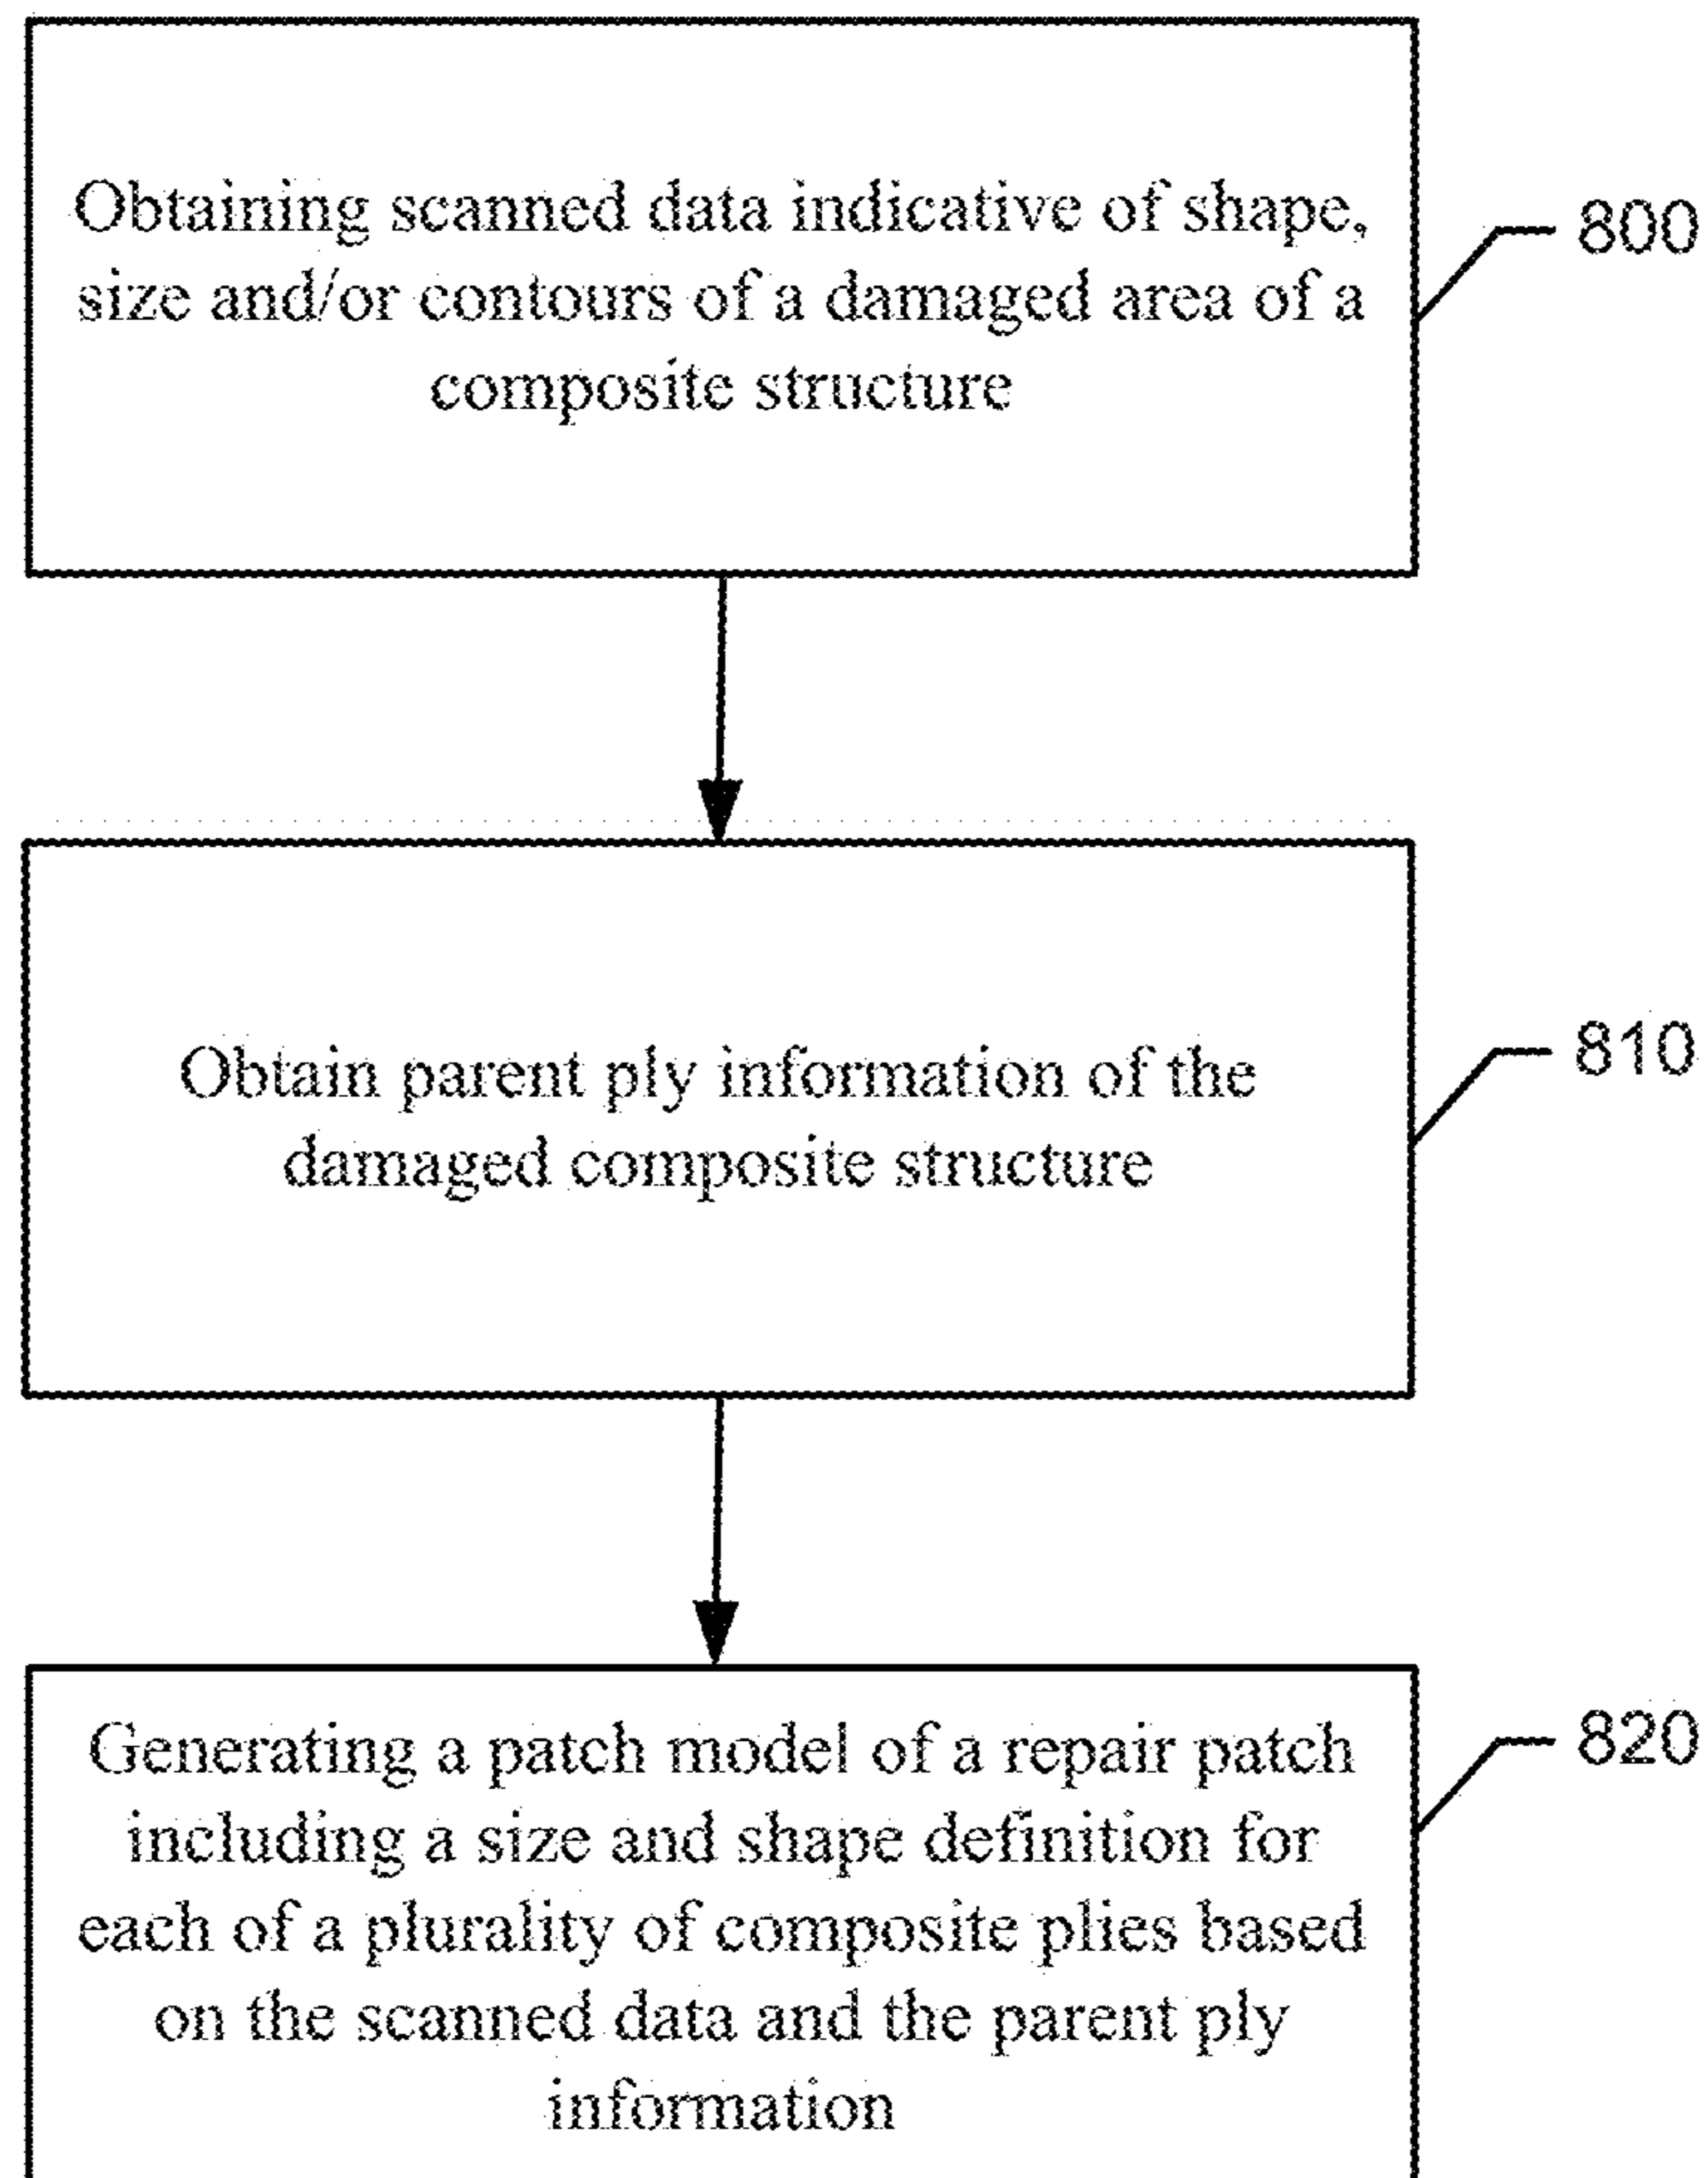 Obtaining scanned data indicative of shape,
size and/or contours of a damaged area of a
composite structure
800
Obtain parent ply information of the
damaged composite structure
810
Generating a patch model of a repair patch
including a size and shape definition for
each of a plurality of composite plies based
on the scanned data and the parent ply
information
820